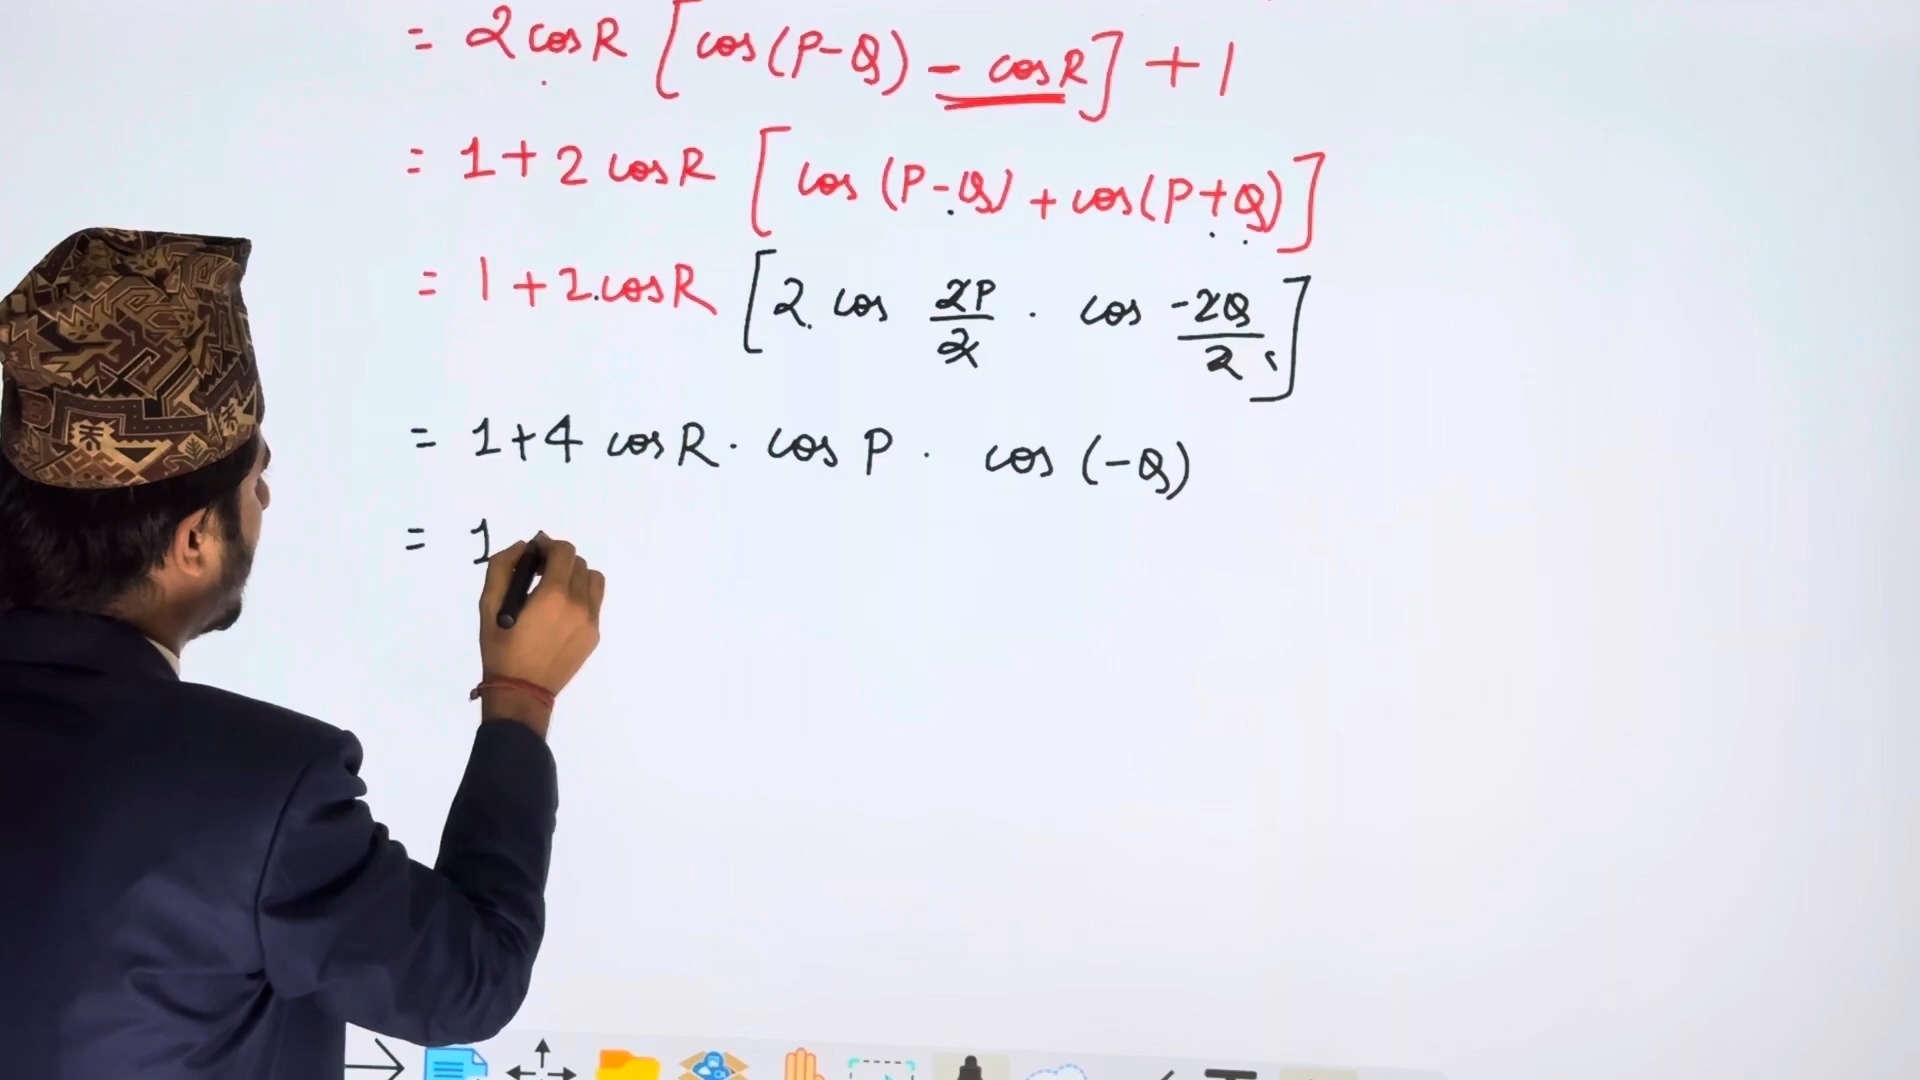 = 2 cos R [cos (P-Q) - cos R] + 1
= 1 + 2 cos R [cos (P-Q) + cos (P+Q)]
= 1 + 2. cos R [2. cos 2P/2 . cos -2Q/2]
= 1 + 4 cos R . cos P . cos (-Q)
= 1